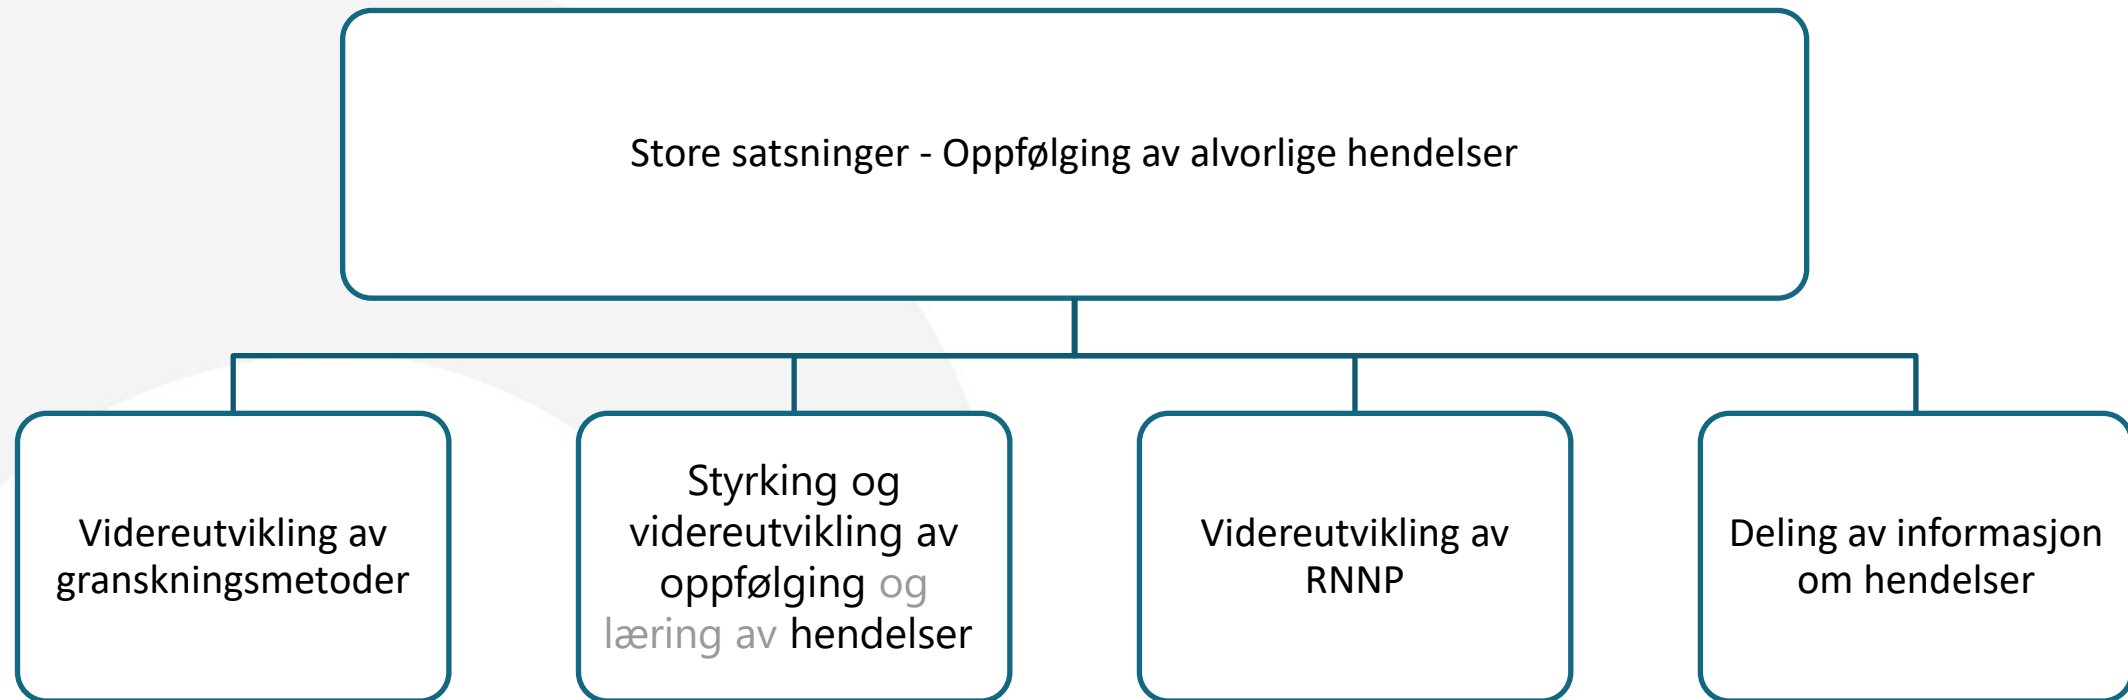 Store satsninger - Oppfølging av alvorlige hendelser
Videreutvikling av
granskningsmetoder
Styrking og
videreutvikling av
oppfølging og
læring av hendelser
Videreutvikling av
RNNP
Deling av informasjon
om hendelser